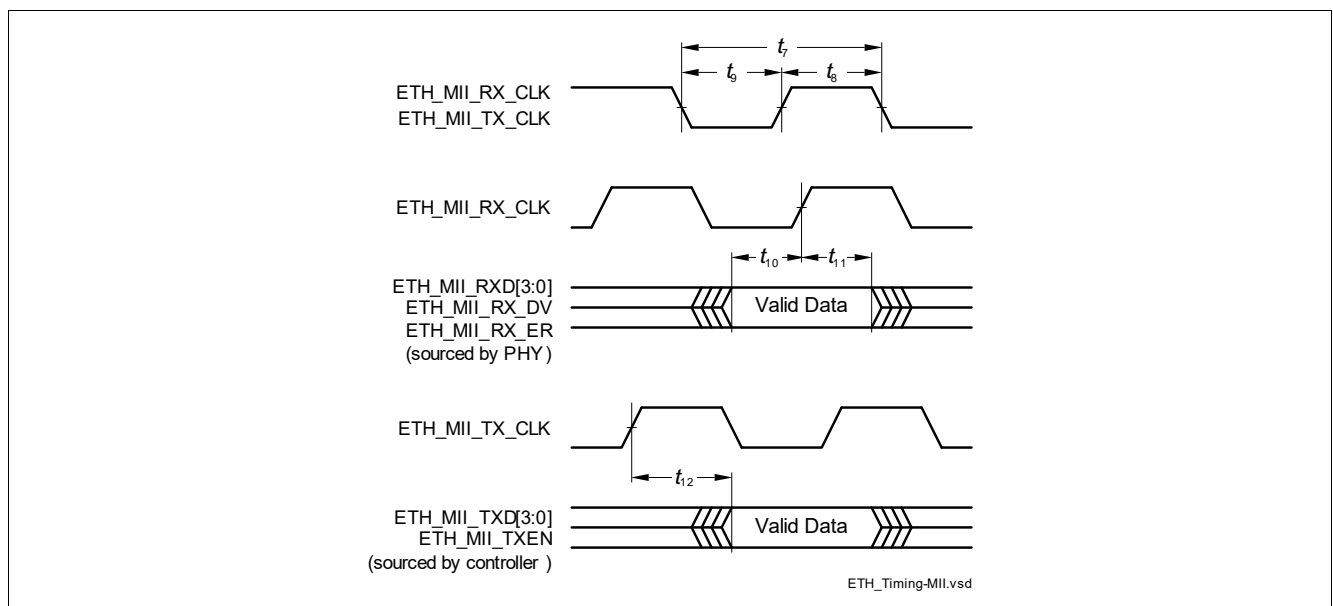 t7
t9 t8
ETH_MII_RX_CLK
ETH_MII_TX_CLK
ETH_MII_RX_CLK
t10 t11
ETH_MII_RXD[3:0]
ETH_MII_RX_DV
ETH_MII_RX_ER
(sourced by PHY )
Valid Data
ETH_MII_TX_CLK
t12
ETH_MII_TXD[3:0]
ETH_MII_TXEN
(sourced by controller )
Valid Data
ETH_Timing-MII.vsd